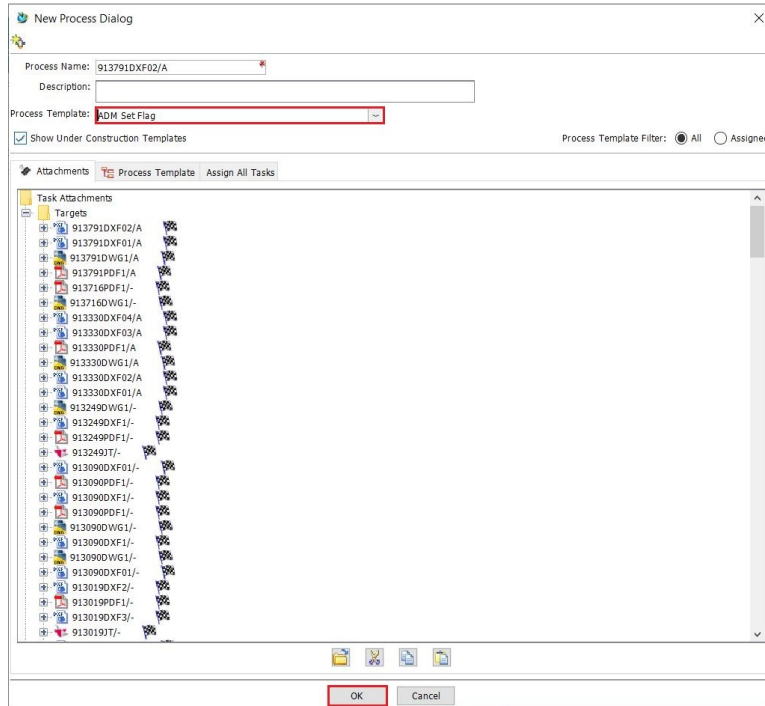 New Process Dialog
Process Name: 913791DXF02/A
Description:
Process Template: ADM Set Flag
Show Under Construction Templates Process Template Filter: All Assigned
Attachments Process Template Assign All Tasks
Task Attachments
Targets
913791DXF02/A
913791DXF01/A
913791DWG1/A
913791PDF1/A
913716PDF1/-
913716DWG1/-
913330DXF04/A
913330DXF03/A
913330PDF1/A
913330DWG1/A
913330DXF02/A
913330DXF01/A
913249DWG1/-
913249DXF1/-
913249PDF1/-
913249JT/-
913090DXF01/-
913090PDF1/-
913090DXF1/-
913090PDF1/-
913090DWG1/-
913090DXF1/-
913090DWG1/-
913090DXF01/-
913019DXF2/-
913019PDF1/-
913019DXF3/-
913019JT/-
OK Cancel